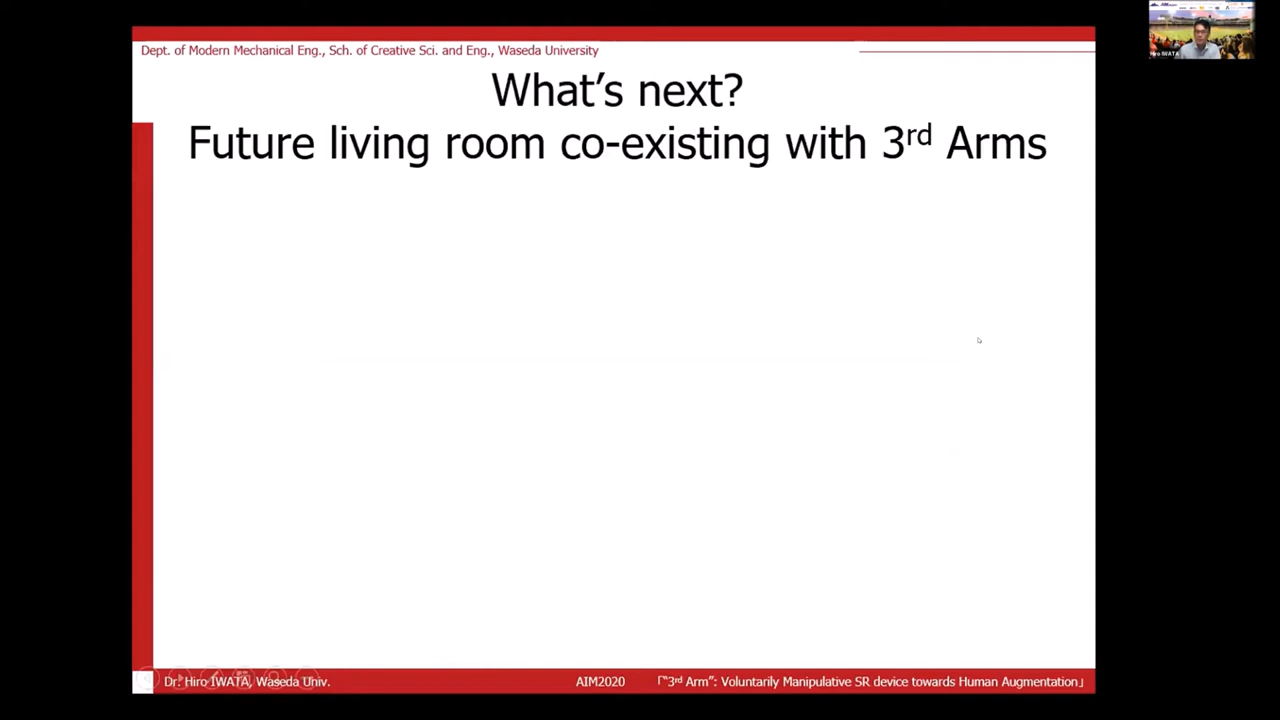 Dept. of Modern Mechanical Eng., Sch. of Creative Sci. and Eng., Waseda University
What's next?
Future living room co-existing with 3rd Arms
Dr. Hiro IWATA, Waseda Univ.
AIM2020
「"3rd Arm": Voluntarily Manipulative SR device towards Human Augmentation」
Hiro IWATA